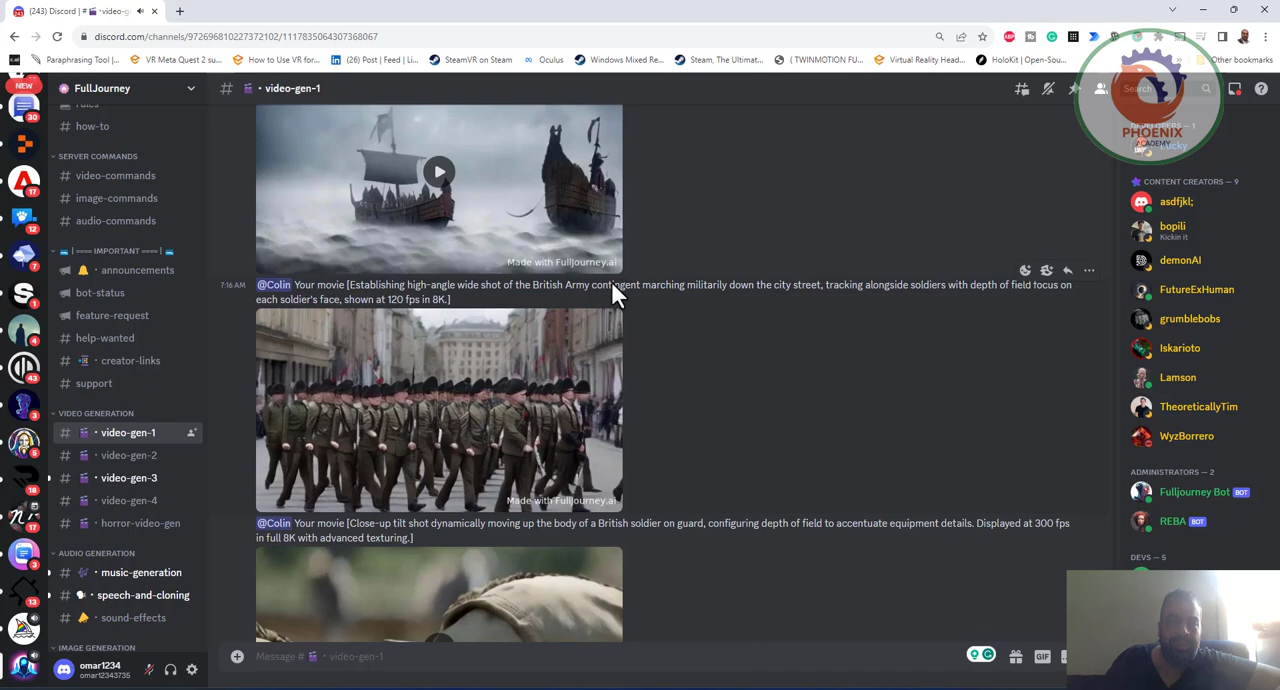 (243) Discord | # 🎬 ・video-g
discord.com/channels/972696810227372102/1117835064307368067
Paraphrasing Tool |...
VR Meta Quest 2 su...
How to Use VR for...
(26) Post | Feed | Li...
SteamVR on Steam
Oculus
Windows Mixed Re...
Steam, The Ultimat...
( TWINMOTION FU...
Virtual Reality Head...
HoloKit | Open-Sou...
Other bookmarks
FullJourney
# 🎬・video-gen-1
Search
PHOENIX
ACADEMY
NEW
rules
# how-to
SERVER COMMANDS
# video-commands
# image-commands
# audio-commands
| ==== IMPORTANT ==== |
announcements
bot-status
feature-request
# help-wanted
# ・creator-links
# support
VIDEO GENERATION
# 🎬・video-gen-1
# 🎬・video-gen-2
# 🎬・video-gen-3
# 🎬・video-gen-4
# 🎬・horror-video-gen
AUDIO GENERATION
# ・music-generation
# ・speech-and-cloning
# ・sound-effects
IMAGE GENERATION
omar1234
omar12343735
Made with FullJourney.ai
7:16 AM
@Colin Your movie [Establishing high-angle wide shot of the British Army contingent marching militarily down the city street, tracking alongside soldiers with depth of field focus on
each soldier's face, shown at 120 fps in 8K.]
Made with FullJourney.ai
@Colin Your movie [Close-up tilt shot dynamically moving up the body of a British soldier on guard, configuring depth of field to accentuate equipment details. Displayed at 300 fps
in full 8K with advanced texturing.]
Message # 🎬・video-gen-1
GIF
DEVELOPERS — 1
Lucky
CONTENT CREATORS — 9
asdfjkl;
bopili
Kickin it
demonAI
FutureExHuman
grumblebobs
Iskarioto
Lamson
TheoreticallyTim
WyzBorrero
ADMINISTRATORS — 2
Fulljourney Bot BOT
REBA BOT
DEVS — 5